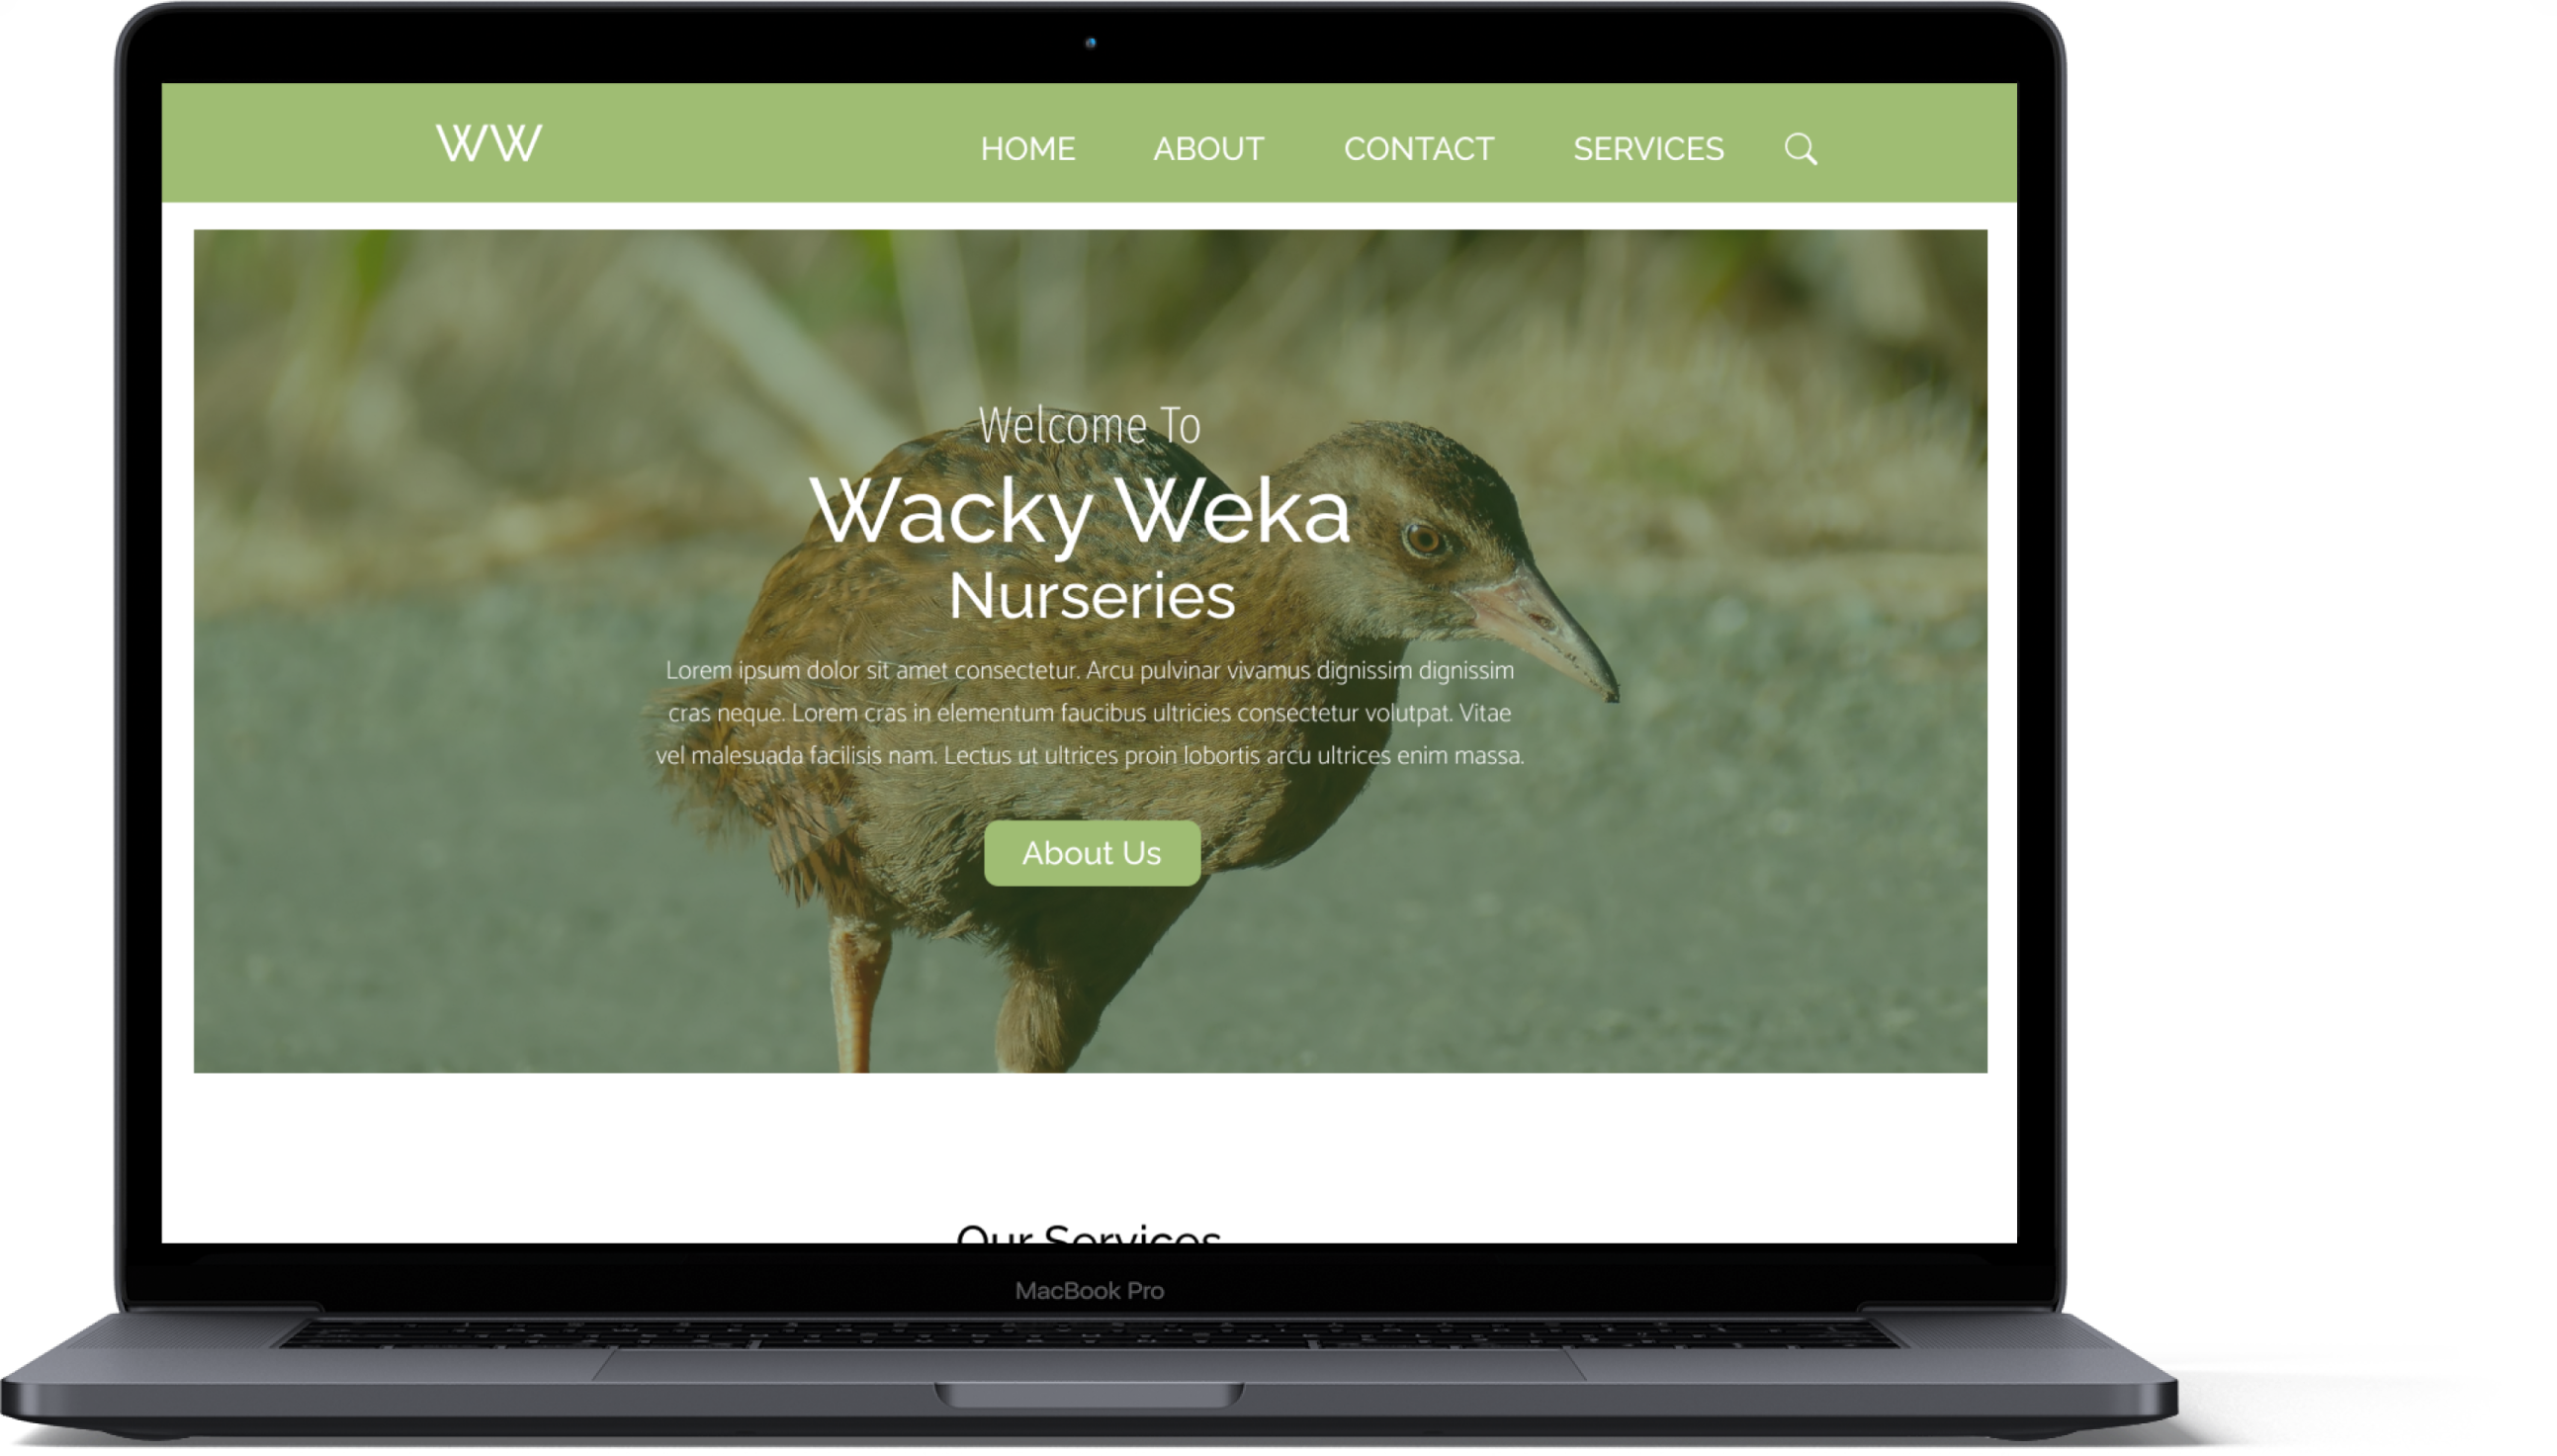 WW
HOME ABOUT CONTACT SERVICES
Welcome To
Wacky Weka
Nurseries
Lorem ipsum dolor sit amet consectetur. Arcu pulvinar vivamus dignissim dignissim
cras neque. Lorem cras in elementum faucibus ultricies consectetur volutpat. Vitae
vel malesuada facilisis nam. Lectus ut ultrices proin lobortis arcu ultrices enim massa.
About Us
Our Services
MacBook Pro